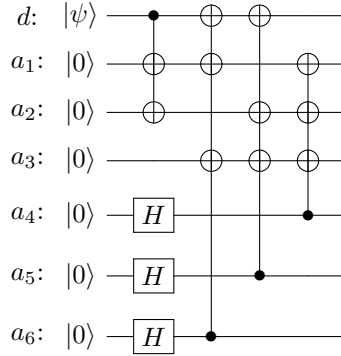 d: |ψ⟩
a₁: |0⟩
a₂: |0⟩
a₃: |0⟩
a₄: |0⟩ H
a₅: |0⟩ H
a₆: |0⟩ H